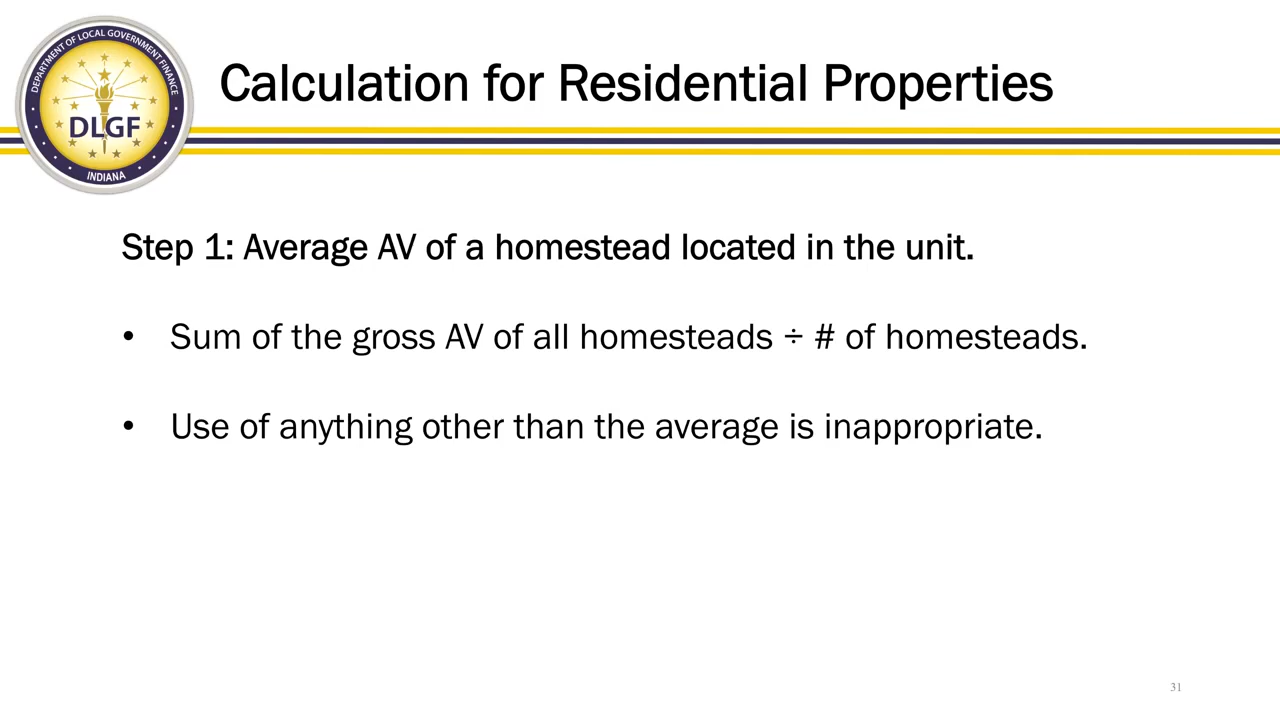 DEPARTMENT OF LOCAL GOVERNMENT FINANCE
DLGF
INDIANA
Calculation for Residential Properties
Step 1: Average AV of a homestead located in the unit.
• Sum of the gross AV of all homesteads ÷ # of homesteads.
• Use of anything other than the average is inappropriate.
31